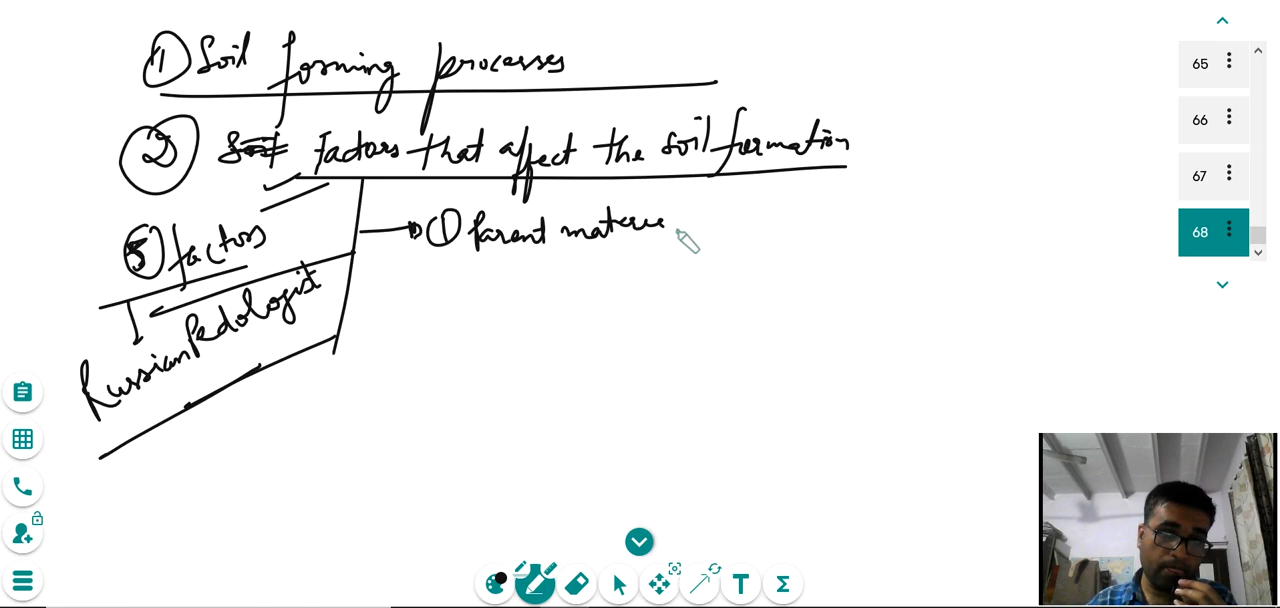 ① Soil forming processes
② Factors that affect the soil formation
⑤ factors
① Parent materi
Russian Pedologist
65
66
67
68
T
Σ